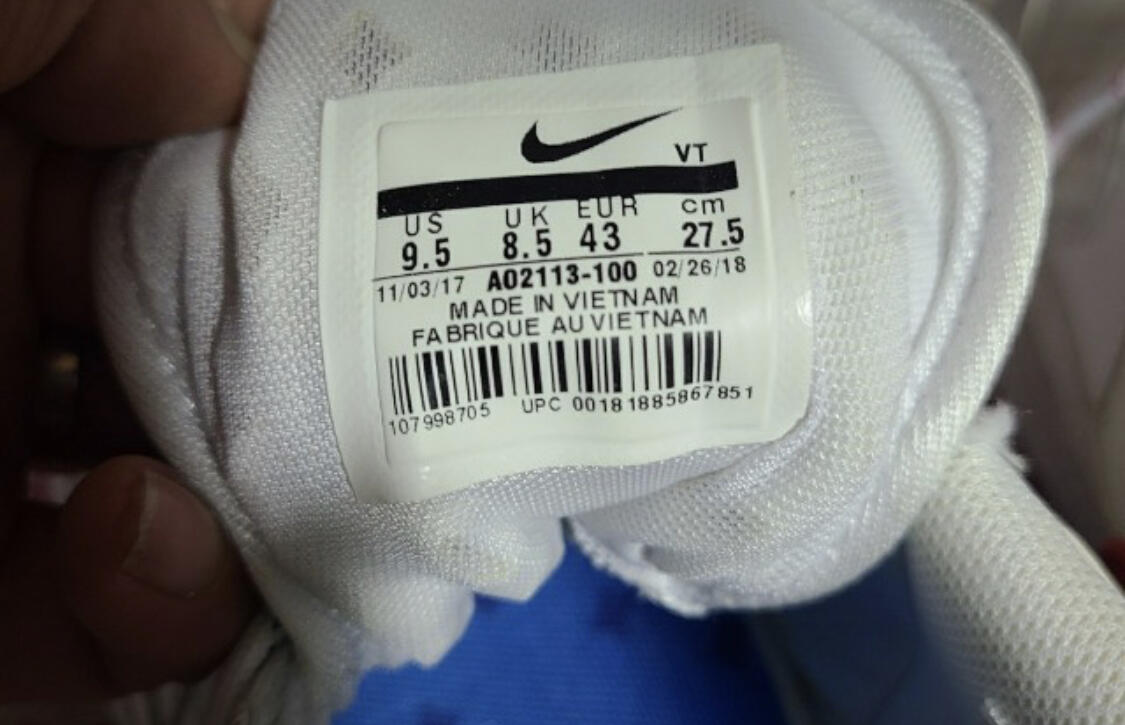 VT
US UK EUR cm
9.5 8.5 43 27.5
11/03/17 AO2113-100 02/26/18
MADE IN VIETNAM
FABRIQUE AU VIETNAM
107998705 UPC 00181885867851